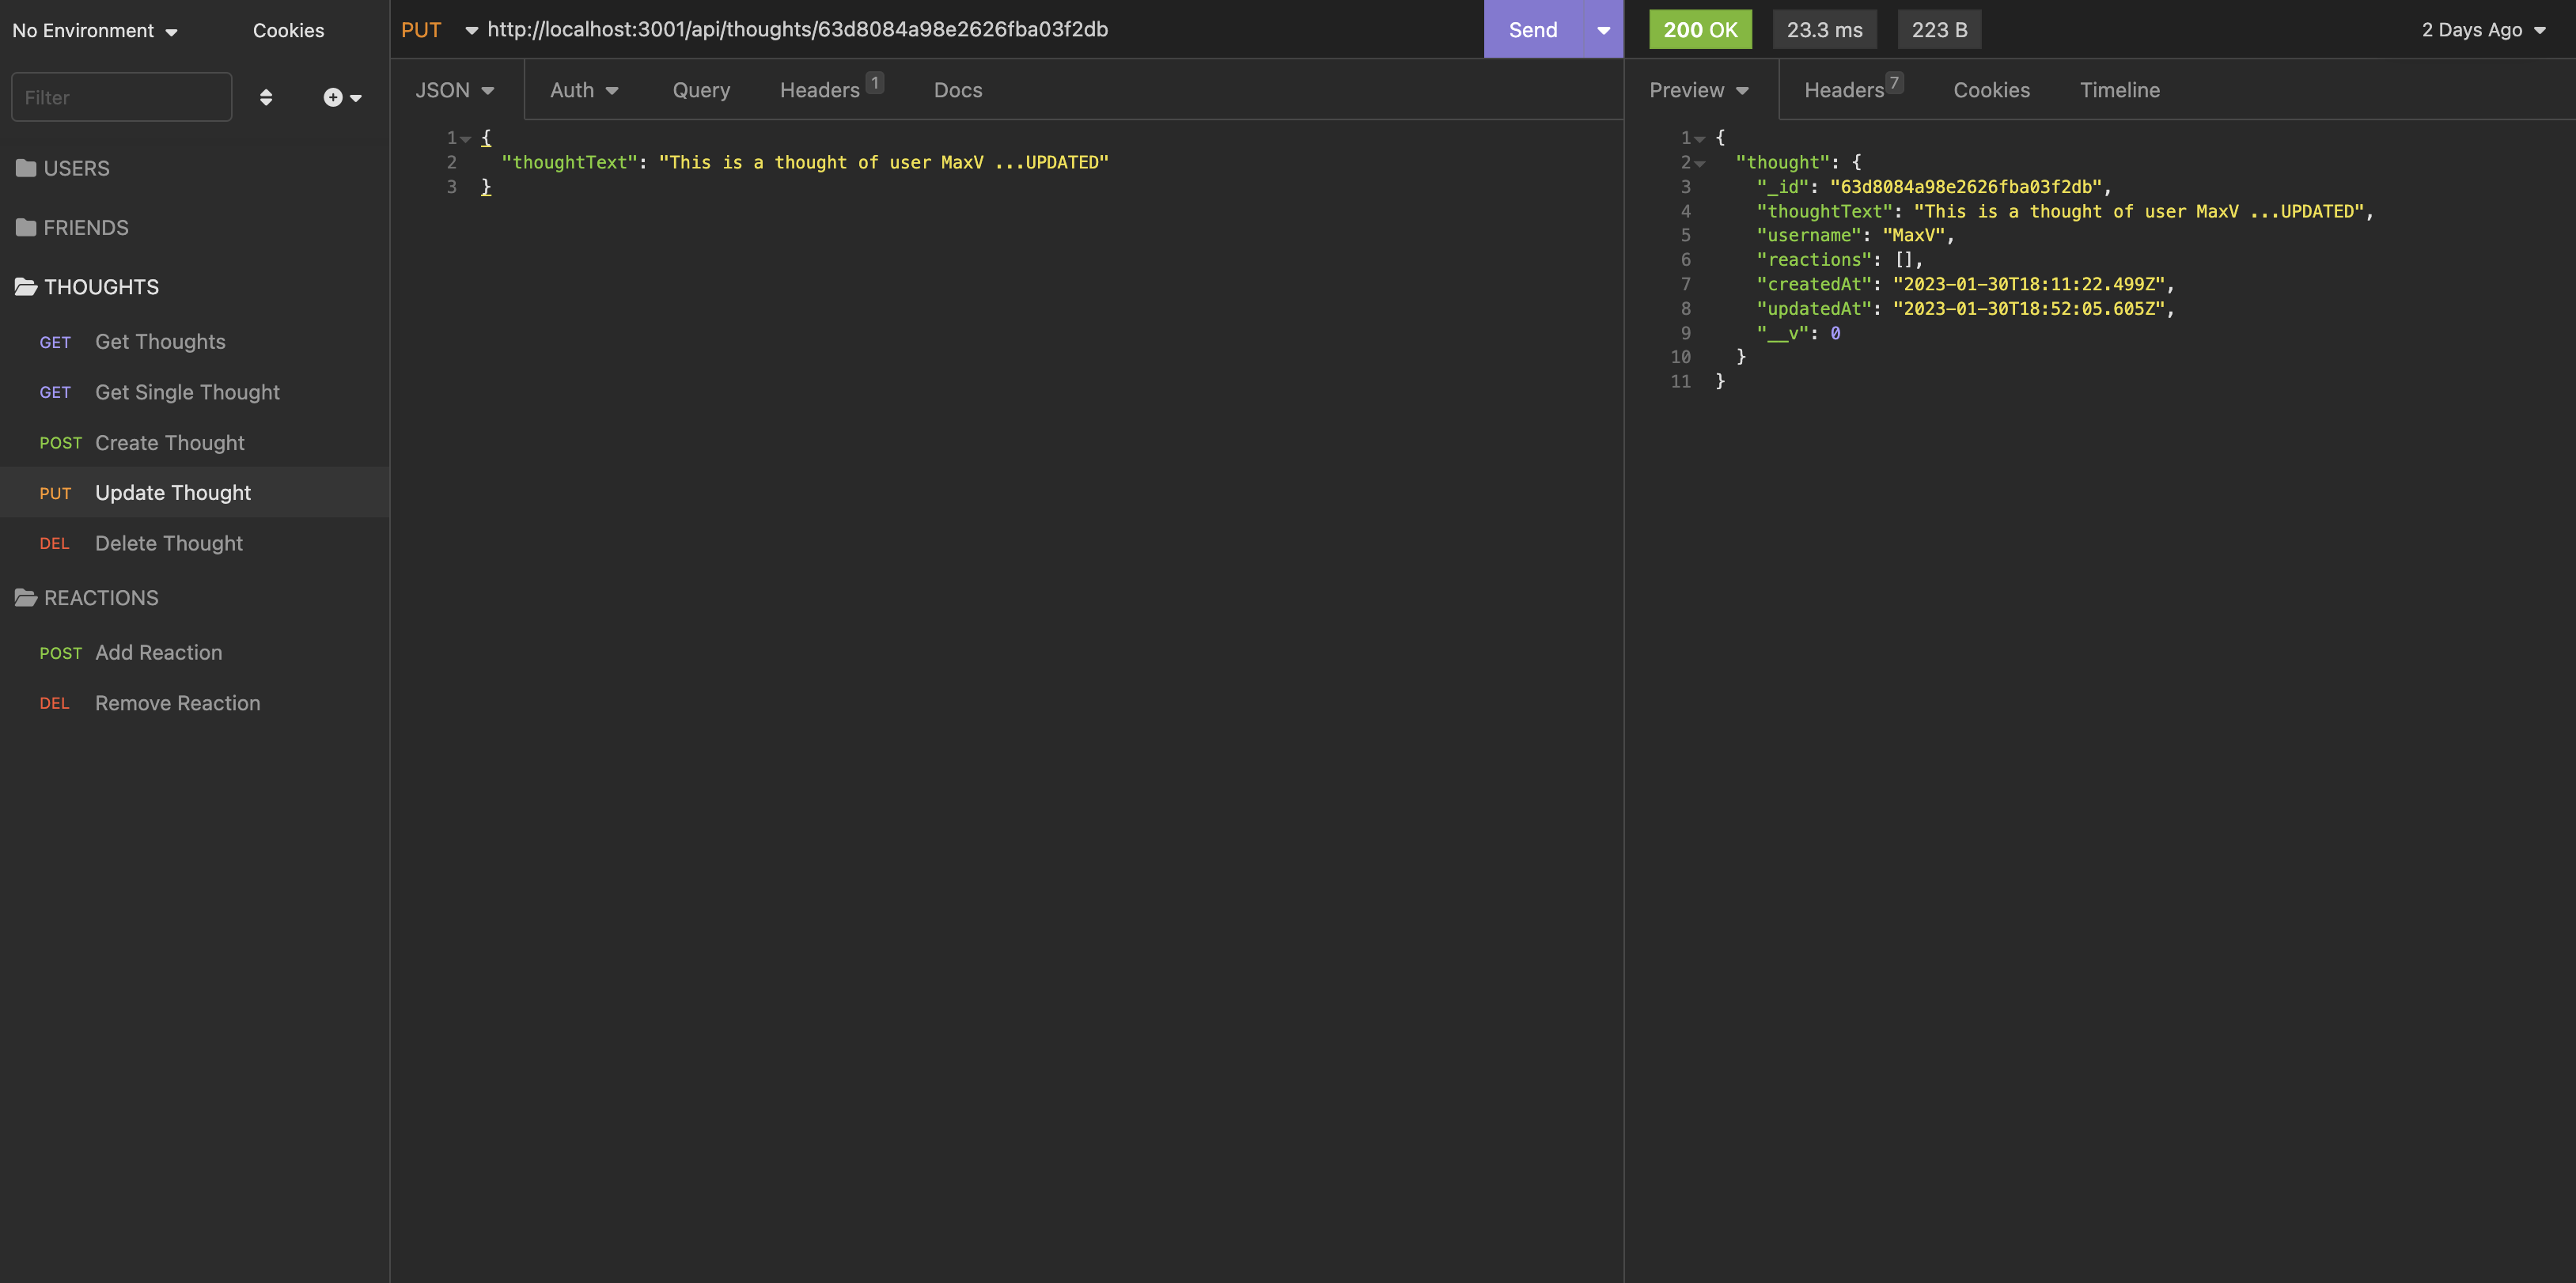 No Environment Cookies
Filter
USERS
FRIENDS
THOUGHTS
GET Get Thoughts
GET Get Single Thought
POST Create Thought
PUT Update Thought
DEL Delete Thought
REACTIONS
POST Add Reaction
DEL Remove Reaction
PUT http://localhost:3001/api/thoughts/63d8084a98e2626fba03f2db Send
JSON Auth Query Headers 1 Docs
1 {
2 "thoughtText": "This is a thought of user MaxV ...UPDATED"
3 }
200 OK 23.3 ms 223 B 2 Days Ago
Preview Headers 7 Cookies Timeline
1 {
2 "thought": {
3 "_id": "63d8084a98e2626fba03f2db",
4 "thoughtText": "This is a thought of user MaxV ...UPDATED",
5 "username": "MaxV",
6 "reactions": [],
7 "createdAt": "2023-01-30T18:11:22.499Z",
8 "updatedAt": "2023-01-30T18:52:05.605Z",
9 "__v": 0
10 }
11 }